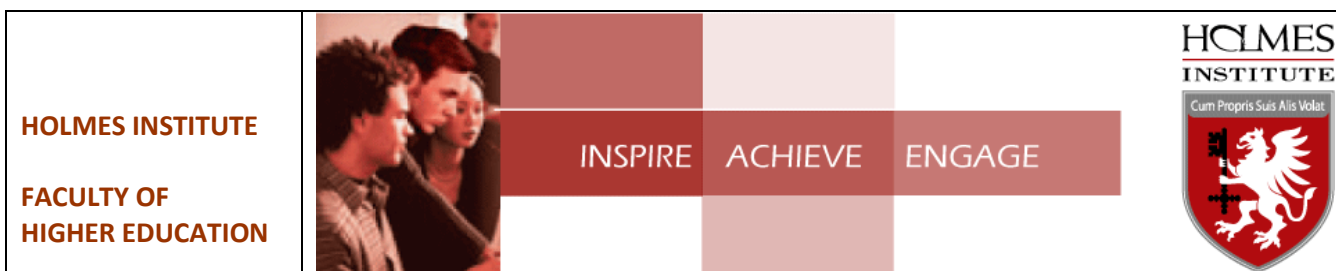 HOLMES INSTITUTE
FACULTY OF
HIGHER EDUCATION
INSPIRE ACHIEVE ENGAGE
HOLMES
INSTITUTE
Cum Propris Suis Alis Volat